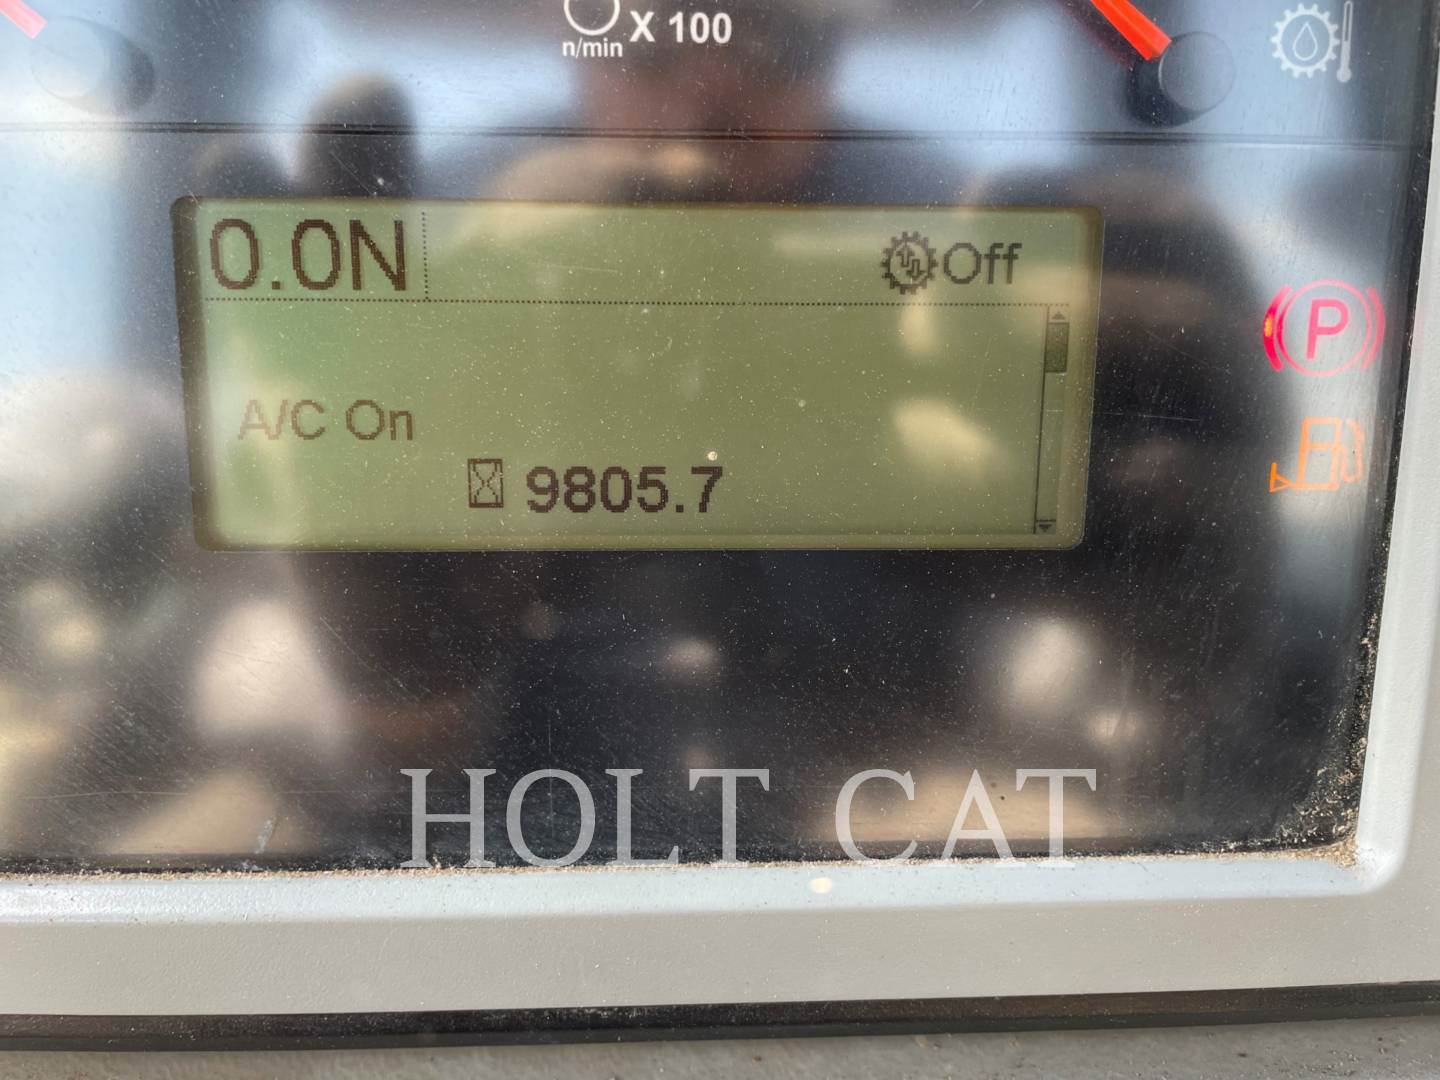 n/min X 100
0.0N Off
P
A/C On
9805.7
HOLT CAT